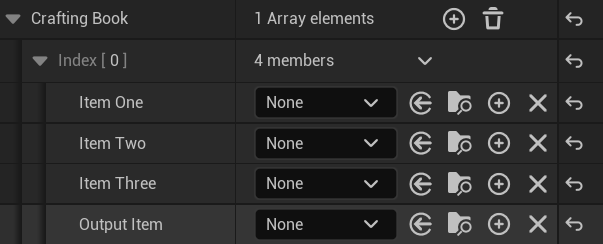 Crafting Book 1 Array elements
Index [ 0 ] 4 members
Item One None
Item Two None
Item Three None
Output Item None